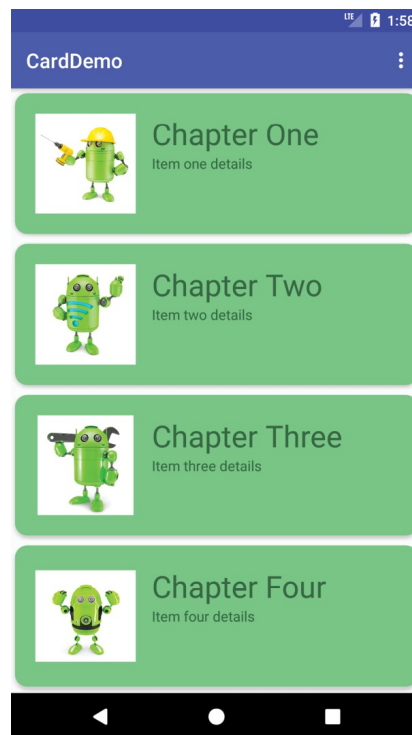 LTE 1:58
CardDemo
Chapter One
Item one details
Chapter Two
Item two details
Chapter Three
Item three details
Chapter Four
Item four details